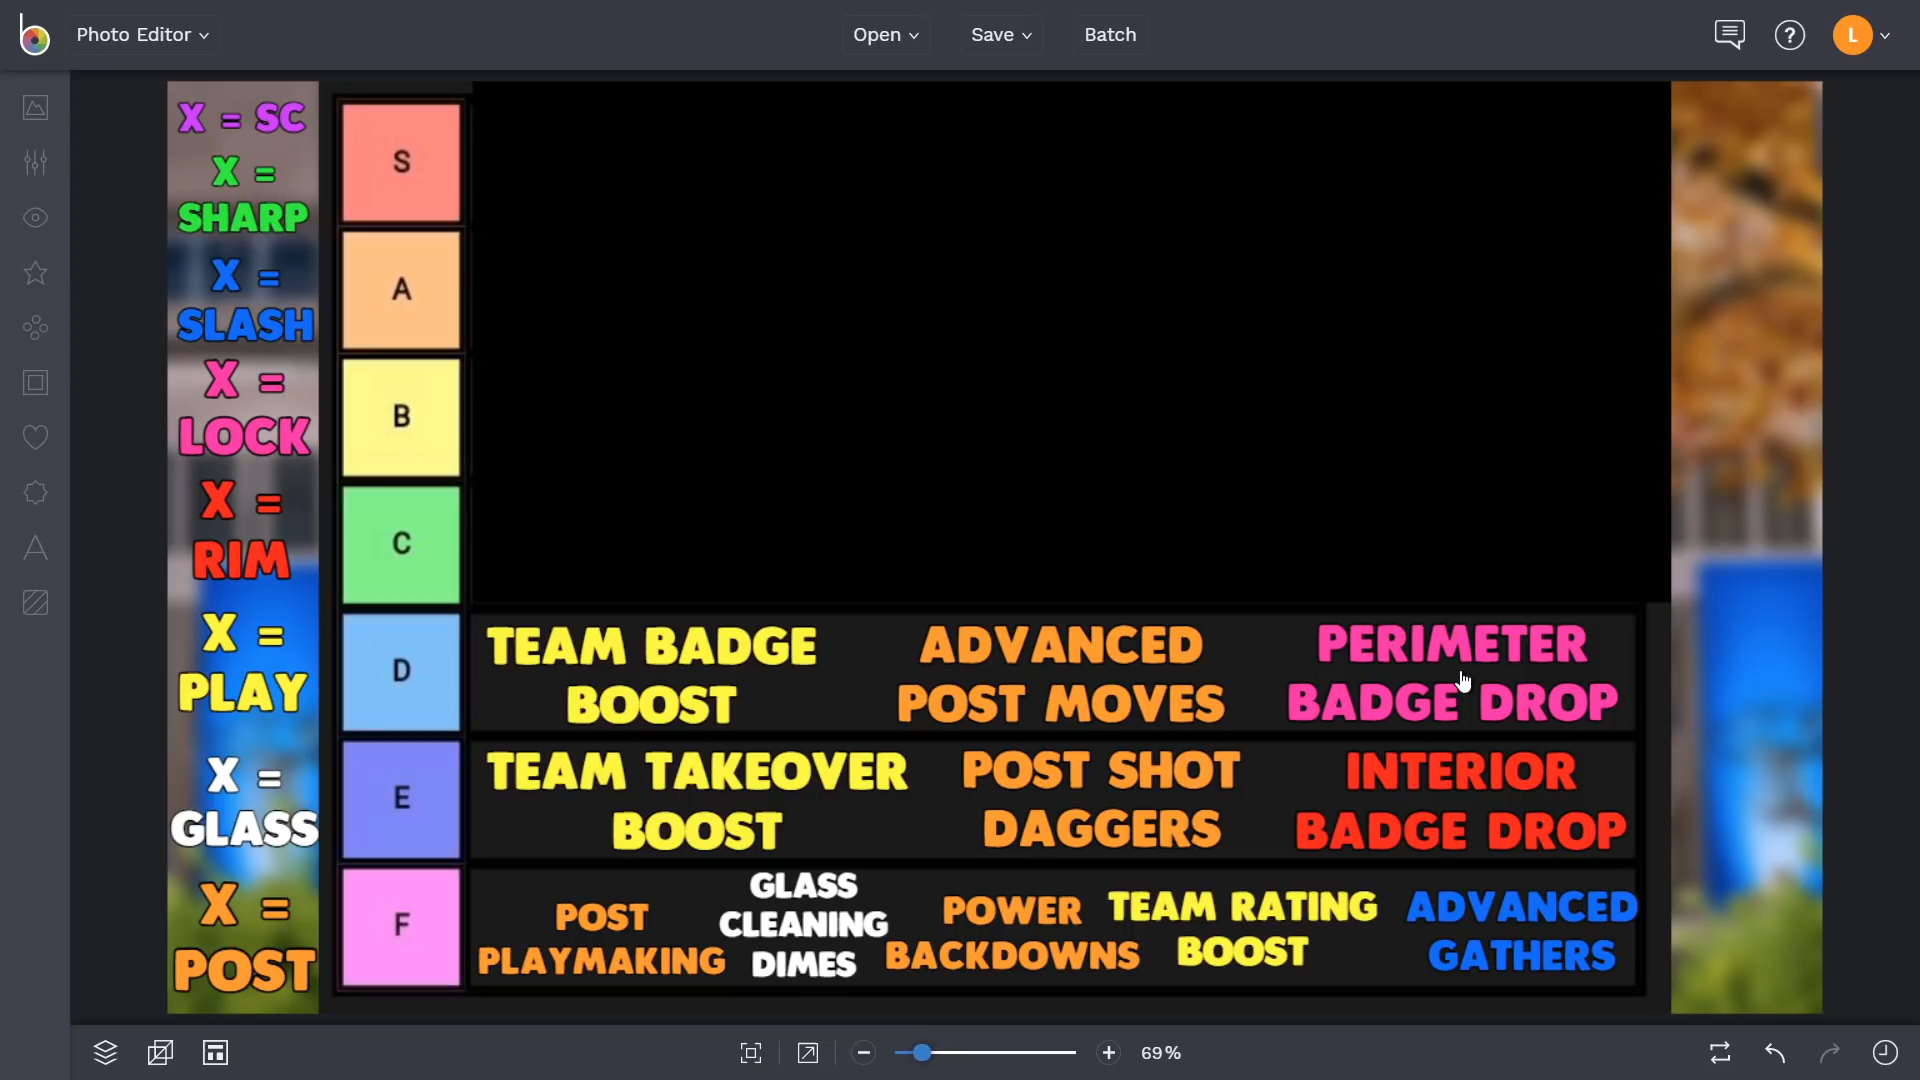 Photo Editor
Open
Save
Batch
L
X = SC
X =
SHARP
X =
SLASH
X =
LOCK
X =
RIM
X =
PLAY
X =
GLASS
X =
POST
S
A
B
C
D
TEAM BADGE
BOOST
ADVANCED
POST MOVES
PERIMETER
BADGE DROP
E
TEAM TAKEOVER
BOOST
POST SHOT
DAGGERS
INTERIOR
BADGE DROP
F
POST
PLAYMAKING
GLASS
CLEANING
DIMES
POWER
BACKDOWNS
TEAM RATING
BOOST
ADVANCED
GATHERS
69%